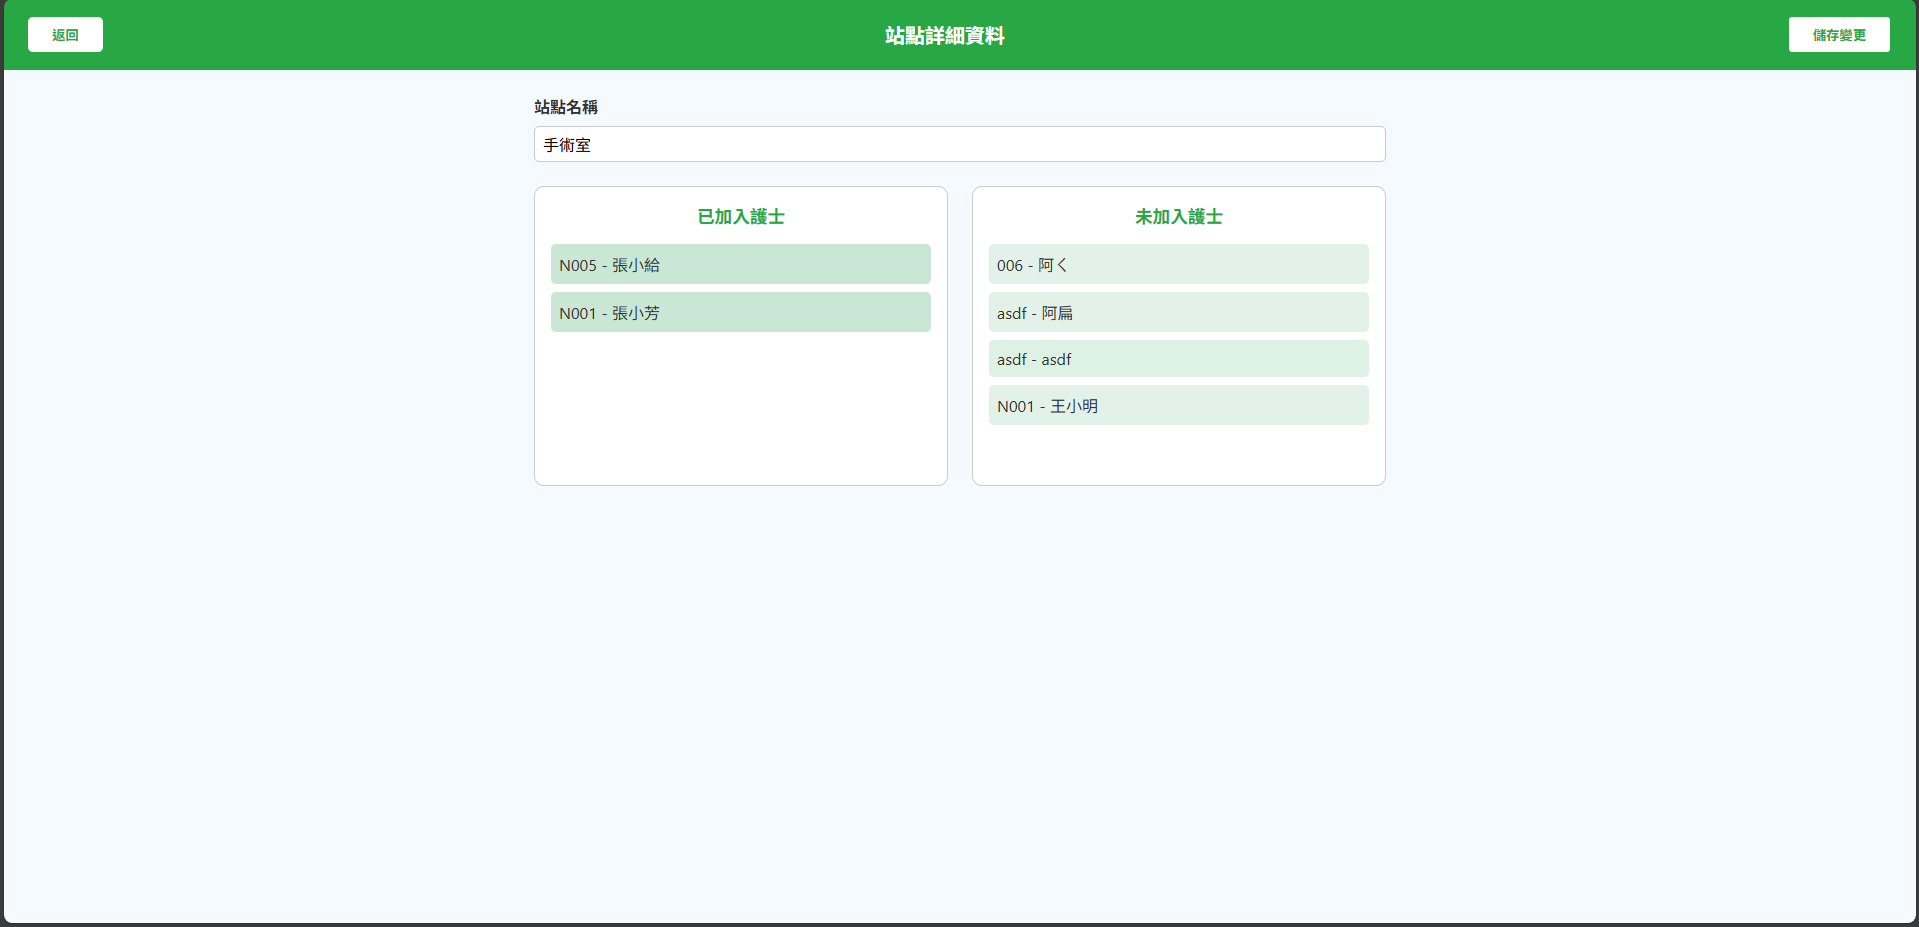 返回
站點詳細資料
儲存變更
站點名稱
手術室
已加入護士
N005 - 張小給
N001 - 張小芳
未加入護士
006 - 阿ㄑ
asdf - 阿扁
asdf - asdf
N001 - 王小明